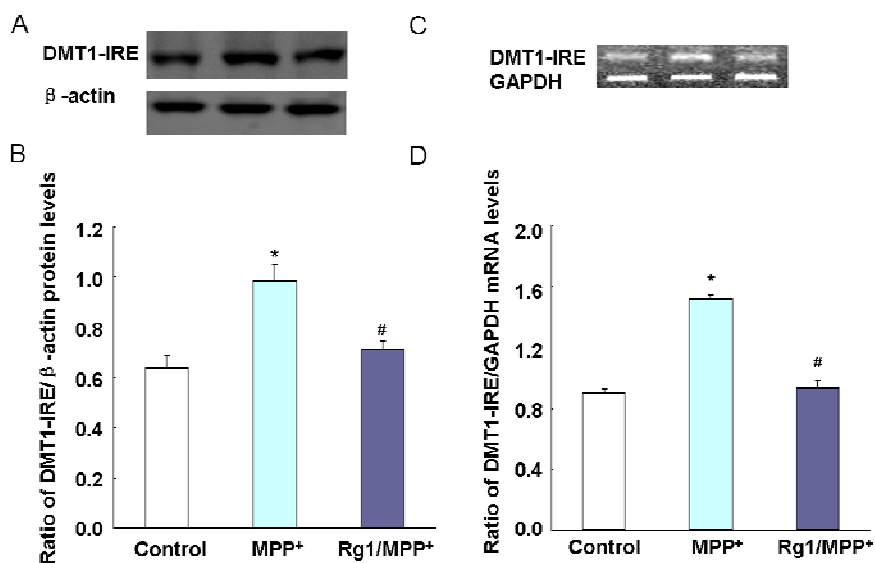 A
DMT1-IRE
β-actin
B
Ratio of DMT1-IRE/β-actin protein levels
1.2
1.0
0.8
0.6
0.4
0.2
0.0
*
#
Control
MPP⁺
Rg1/MPP⁺
C
DMT1-IRE
GAPDH
D
Ratio of DMT1-IRE/GAPDH mRNA levels
2.0
1.6
1.2
0.8
0.4
0.0
*
#
Control
MPP⁺
Rg1/MPP⁺